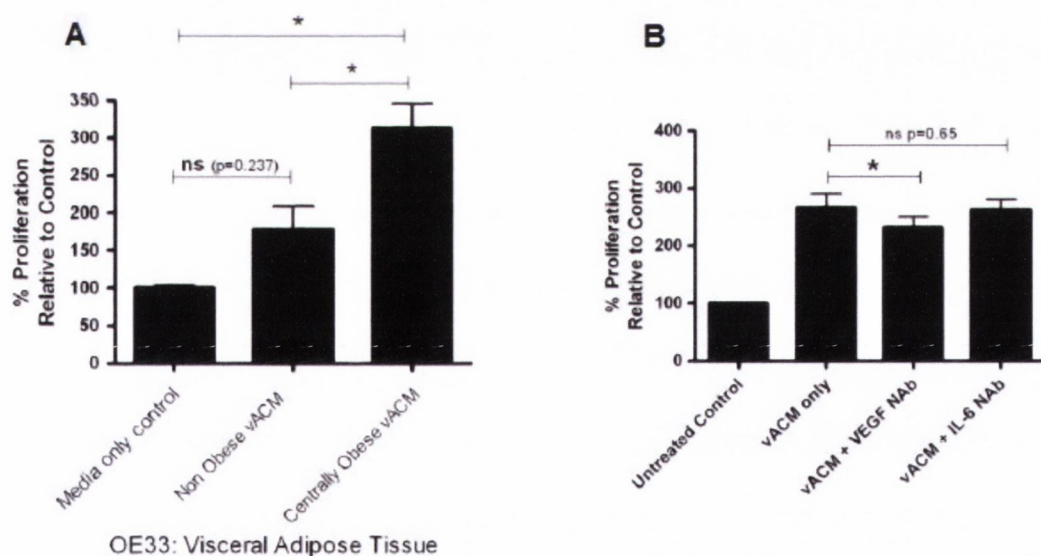 A
*
*
ns (p=0.237)
% Proliferation
Relative to Control
350
300
250
200
150
100
50
0
Media only control
Non Obese vACM
Centrally Obese vACM
OE33: Visceral Adipose Tissue
B
ns p=0.65
*
% Proliferation
Relative to Control
400
300
200
100
0
Untreated Control
vACM only
vACM + VEGF NAb
vACM + IL-6 NAb